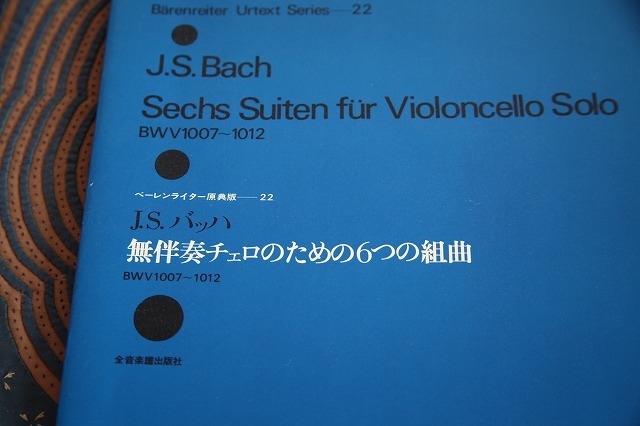 Bärenreiter Urtext Series—22
J.S.Bach
Sechs Suiten für Violoncello Solo
BWV1007~1012
ベーレンライター原典版—22
J.S.バッハ
無伴奏チェロのための6つの組曲
BWV1007~1012
全音楽譜出版社